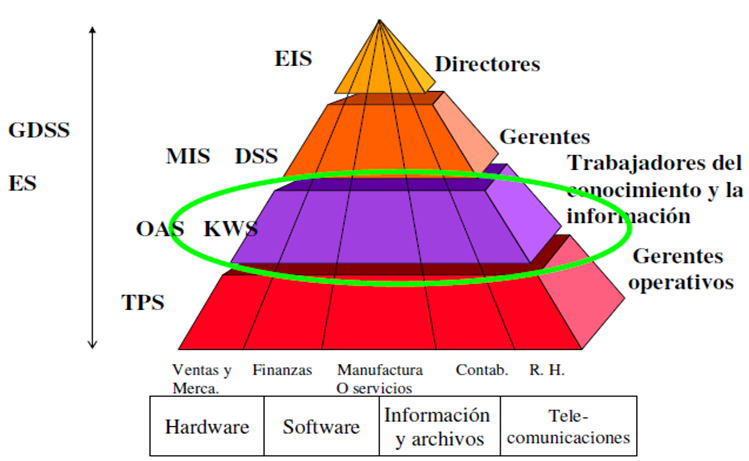 EIS
Directores
GDSS
Gerentes
MIS DSS
Trabajadores del
conocimiento y la
información
ES
OAS KWS
Gerentes
operativos
TPS
Ventas y
Merca.
Finanzas
Manufactura
O servicios
Contab.
R. H.
Hardware
Software
Información
y archivos
Tele-
comunicaciones